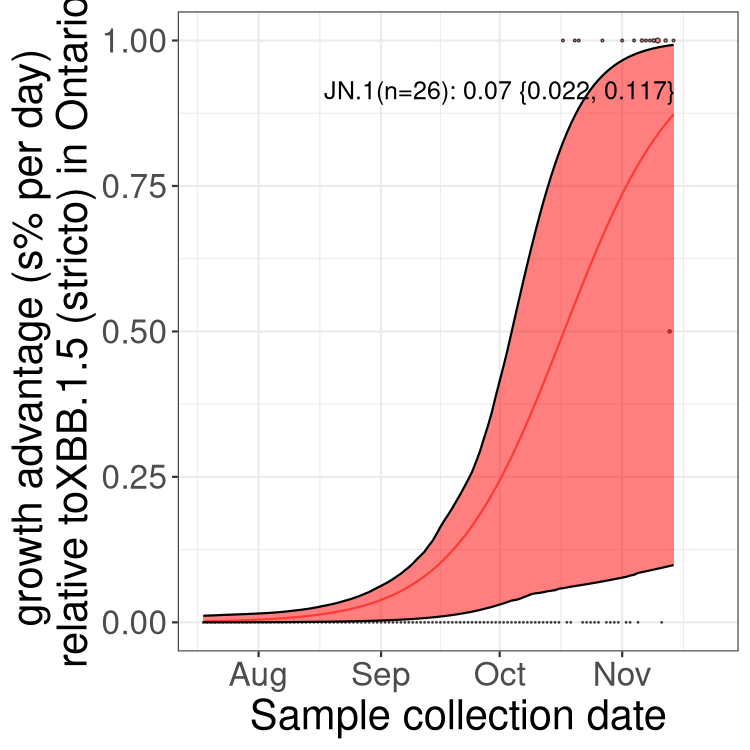 growth advantage (s% per day)
relative toXBB.1.5 (stricto) in Ontario
1.00
0.75
0.50
0.25
0.00
JN.1(n=26): 0.07 {0.022, 0.117}
Aug Sep Oct Nov
Sample collection date